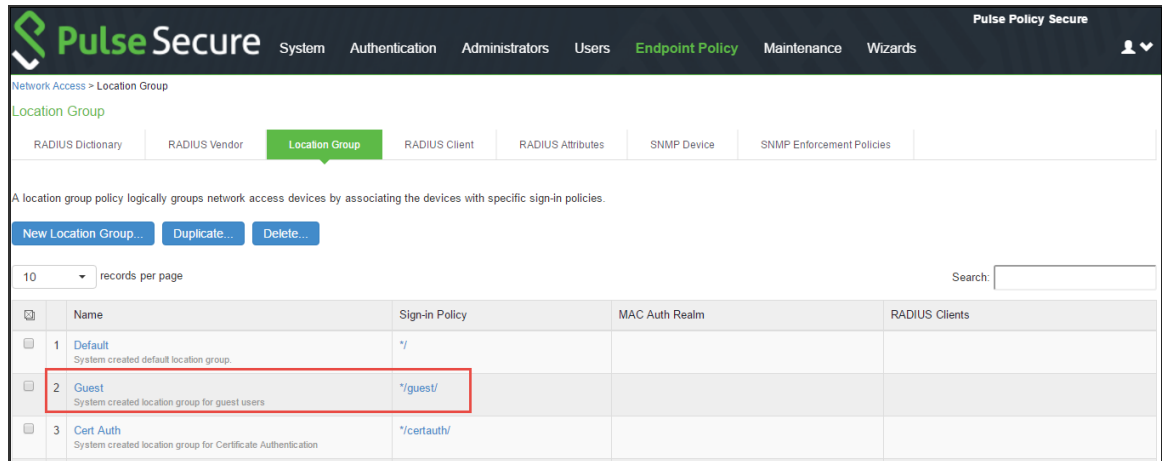 Pulse Policy Secure
Pulse Secure System Authentication Administrators Users Endpoint Policy Maintenance Wizards
Network Access > Location Group
Location Group
RADIUS Dictionary RADIUS Vendor Location Group RADIUS Client RADIUS Attributes SNMP Device SNMP Enforcement Policies
A location group policy logically groups network access devices by associating the devices with specific sign-in policies.
New Location Group... Duplicate... Delete...
10 records per page Search:
Name Sign-in Policy MAC Auth Realm RADIUS Clients
1 Default */
System created default location group.
2 Guest */guest/
System created location group for guest users
3 Cert Auth */certauth/
System created location group for Certificate Authentication